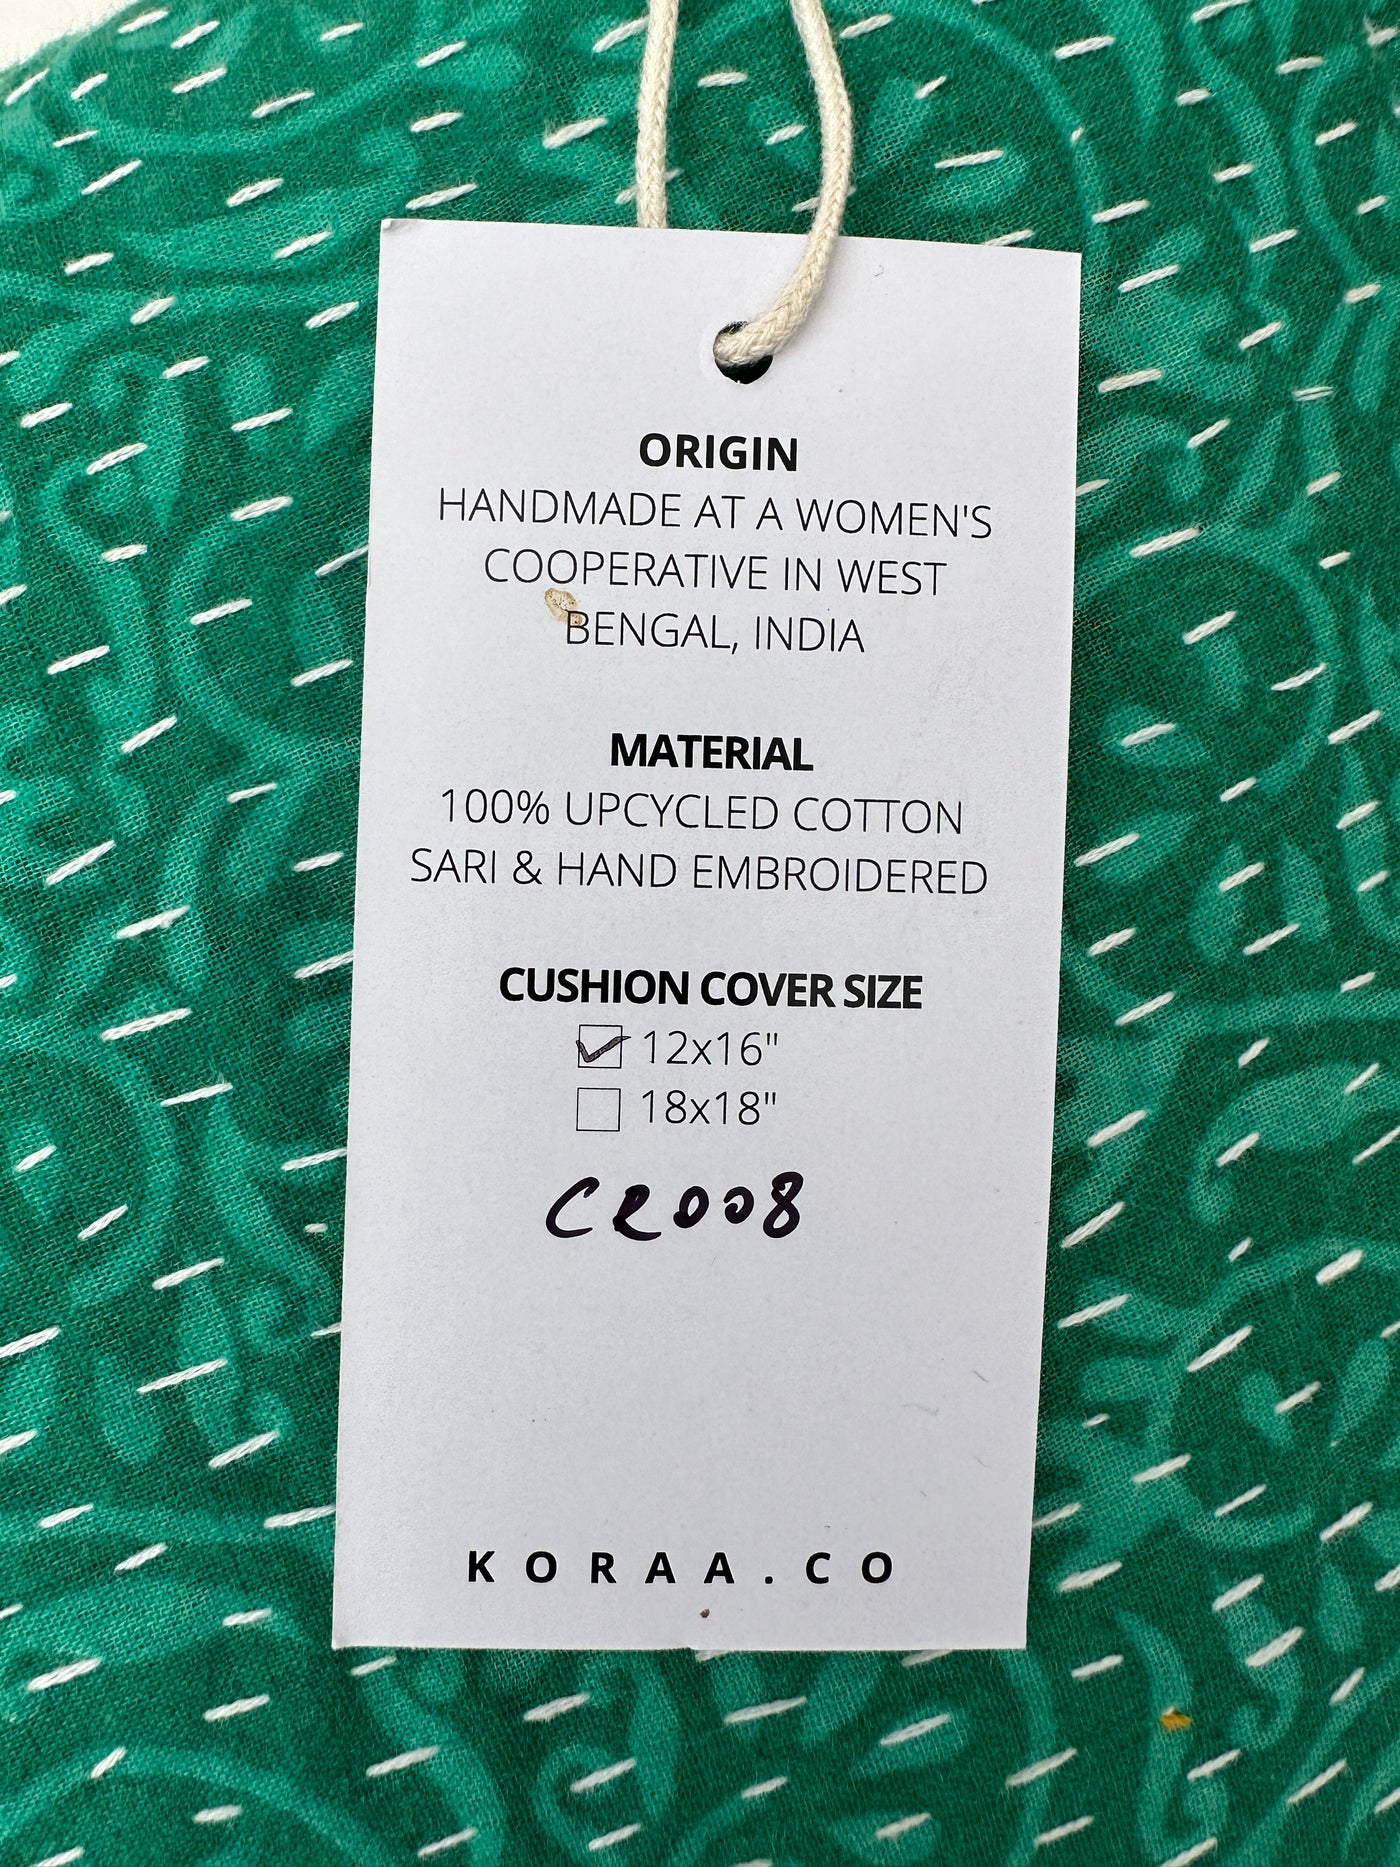 ORIGIN
HANDMADE AT A WOMEN'S
COOPERATIVE IN WEST
BENGAL, INDIA
MATERIAL
100% UPCYCLED COTTON
SARI & HAND EMBROIDERED
CUSHION COVER SIZE
12x16"
18x18"
CR008
KORAA.CO